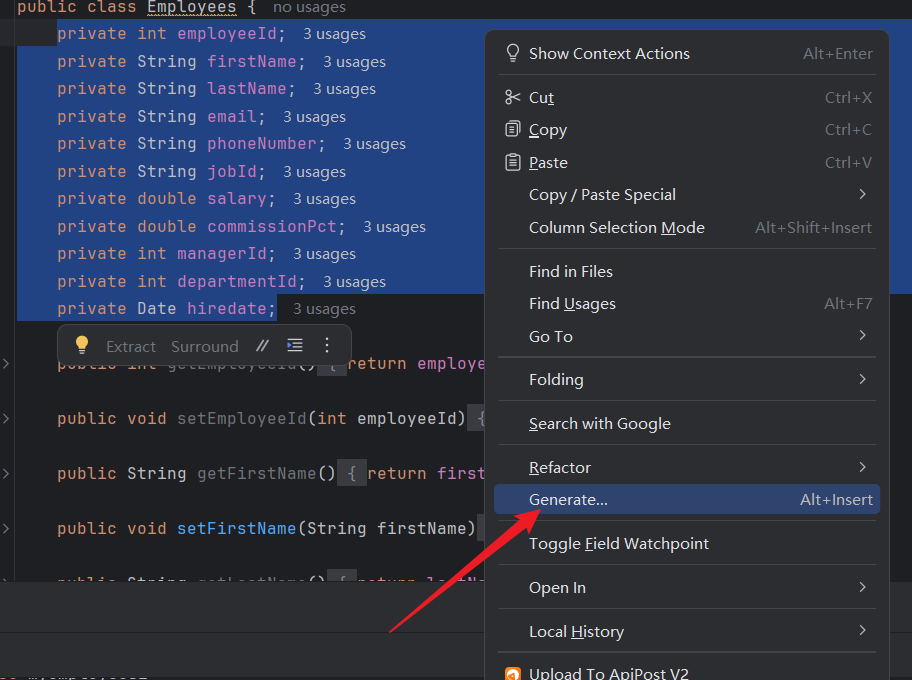 public class Employees {   no usages
private int employeeId;   3 usages
private String firstName;   3 usages
private String lastName;   3 usages
private String email;   3 usages
private String phoneNumber;   3 usages
private String jobId;   3 usages
private double salary;   3 usages
private double commissionPct;   3 usages
private int managerId;   3 usages
private int departmentId;   3 usages
private Date hiredate;   3 usages
Extract   Surround   //
public int getEmployeeId() { return employe
public void setEmployeeId(int employeeId) {
public String getFirstName() { return first
public void setFirstName(String firstName)
public String getLastName() { return lastNa
Show Context Actions   Alt+Enter
Cut   Ctrl+X
Copy   Ctrl+C
Paste   Ctrl+V
Copy / Paste Special
Column Selection Mode   Alt+Shift+Insert
Find in Files
Find Usages   Alt+F7
Go To
Folding
Search with Google
Refactor
Generate...   Alt+Insert
Toggle Field Watchpoint
Open In
Local History
Upload To ApiPost V2